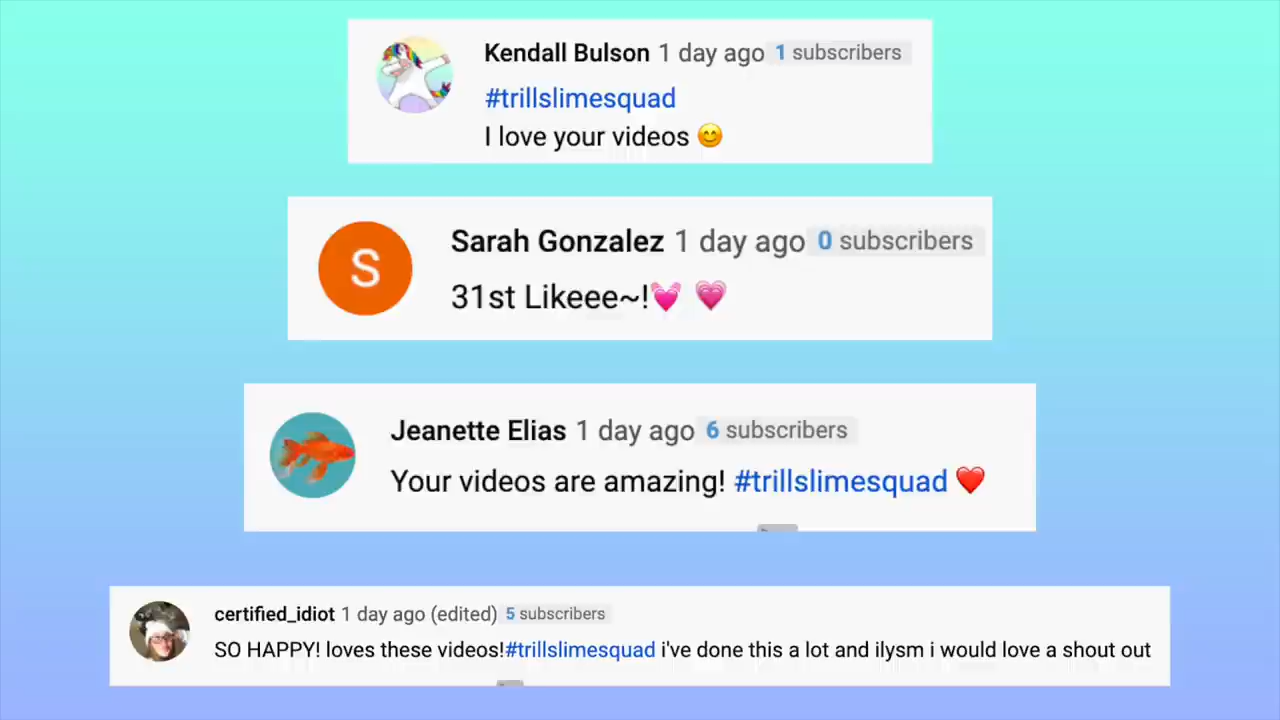 Kendall Bulson 1 day ago 1 subscribers
#trillslimesquad
I love your videos 😊
S
Sarah Gonzalez 1 day ago 0 subscribers
31st Likeee~!💓 💗
Jeanette Elias 1 day ago 6 subscribers
Your videos are amazing! #trillslimesquad ❤️
certified_idiot 1 day ago (edited) 5 subscribers
SO HAPPY! loves these videos!#trillslimesquad i've done this a lot and ilysm i would love a shout out